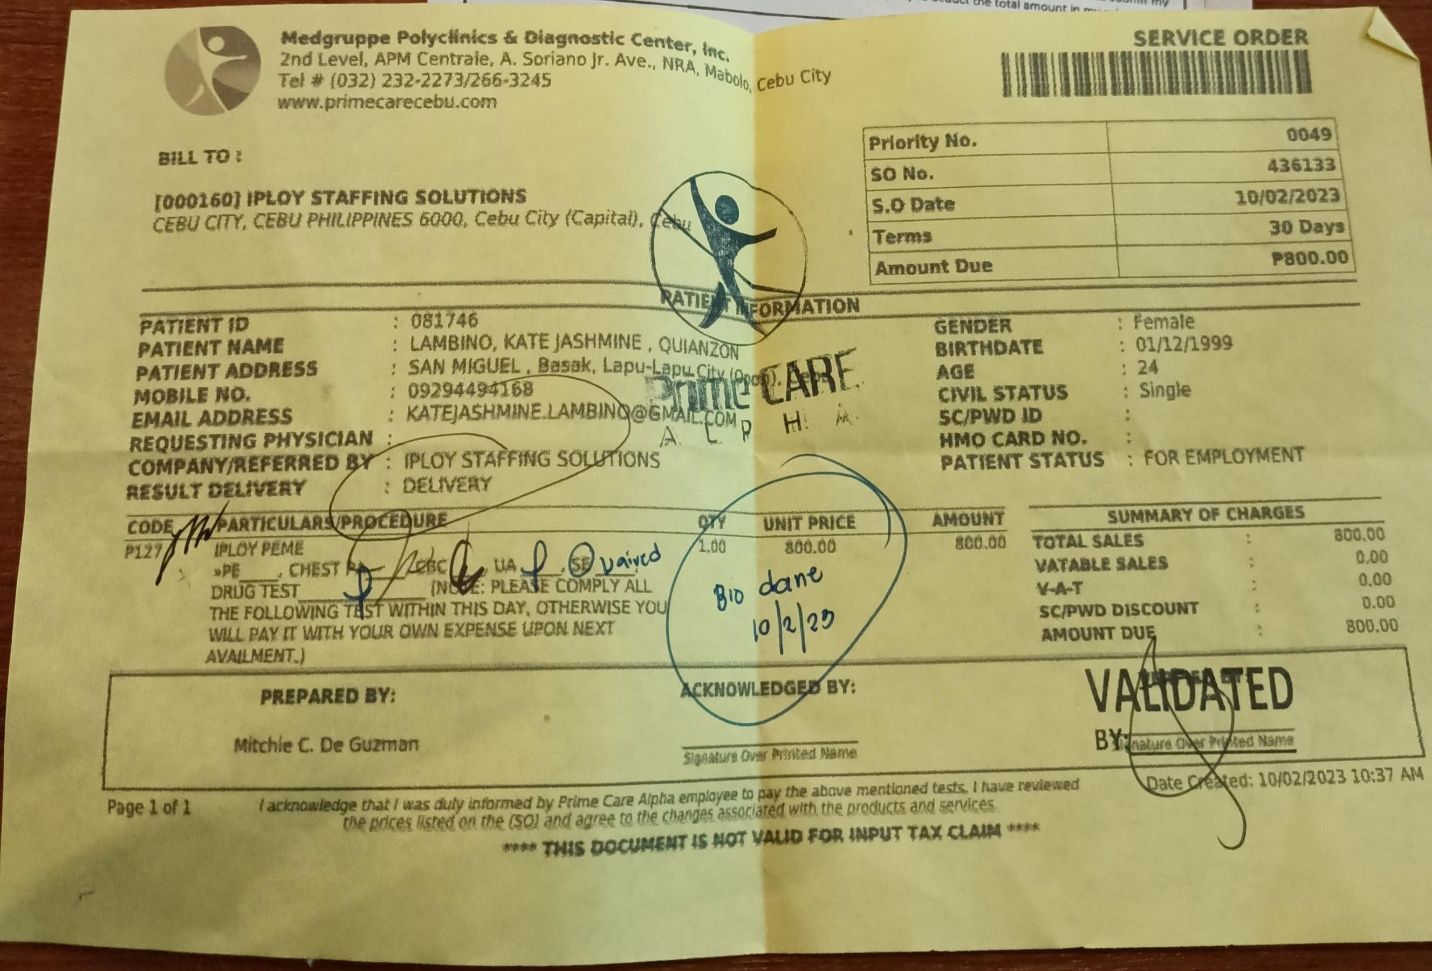 Medgruppe Polyclinics & Diagnostic Center, Inc.
2nd Level, APM Centrale, A. Soriano Jr. Ave., NRA, Mabolo, Cebu City
Tel # (032) 232-2273/266-3245
www.primecarecebu.com
SERVICE ORDER
BILL TO :
[000160] IPLOY STAFFING SOLUTIONS
CEBU CITY, CEBU PHILIPPINES 6000, Cebu City (Capital), Cebu
Priority No. 0049
SO No. 436133
S.O Date 10/02/2023
Terms 30 Days
Amount Due ₱800.00
PATIENT INFORMATION
PATIENT ID : 081746
PATIENT NAME : LAMBINO, KATE JASHMINE , QUIANZON
PATIENT ADDRESS : SAN MIGUEL , Basak, Lapu-Lapu City (Opon),
MOBILE NO. : 09294494168
EMAIL ADDRESS : KATEJASHMINE.LAMBINO@GMAIL.COM
REQUESTING PHYSICIAN :
COMPANY/REFERRED BY : IPLOY STAFFING SOLUTIONS
RESULT DELIVERY : DELIVERY
GENDER : Female
BIRTHDATE : 01/12/1999
AGE : 24
CIVIL STATUS : Single
SC/PWD ID :
HMO CARD NO. :
PATIENT STATUS : FOR EMPLOYMENT
Prime CARE
A L P H A
CODE PARTICULARS/PROCEDURE QTY UNIT PRICE AMOUNT
P127 IPLOY PEME 1.00 800.00 800.00
»PE____, CHEST CBC UA , SE waived
DRUG TEST (NOTE: PLEASE COMPLY ALL
THE FOLLOWING TEST WITHIN THIS DAY, OTHERWISE YOU
WILL PAY IT WITH YOUR OWN EXPENSE UPON NEXT
AVAILMENT.)
BIO done
10/2/23
SUMMARY OF CHARGES
TOTAL SALES : 800.00
VATABLE SALES : 0.00
V-A-T : 0.00
SC/PWD DISCOUNT : 0.00
AMOUNT DUE : 800.00
PREPARED BY:
Mitchie C. De Guzman
ACKNOWLEDGED BY:
Signature Over Printed Name
VALIDATED
BY:
Signature Over Printed Name
Date Created: 10/02/2023 10:37 AM
Page 1 of 1
I acknowledge that I was duly informed by Prime Care Alpha employee to pay the above mentioned tests, I have reviewed
the prices listed on the (SO) and agree to the changes associated with the products and services.
**** THIS DOCUMENT IS NOT VALID FOR INPUT TAX CLAIM ****